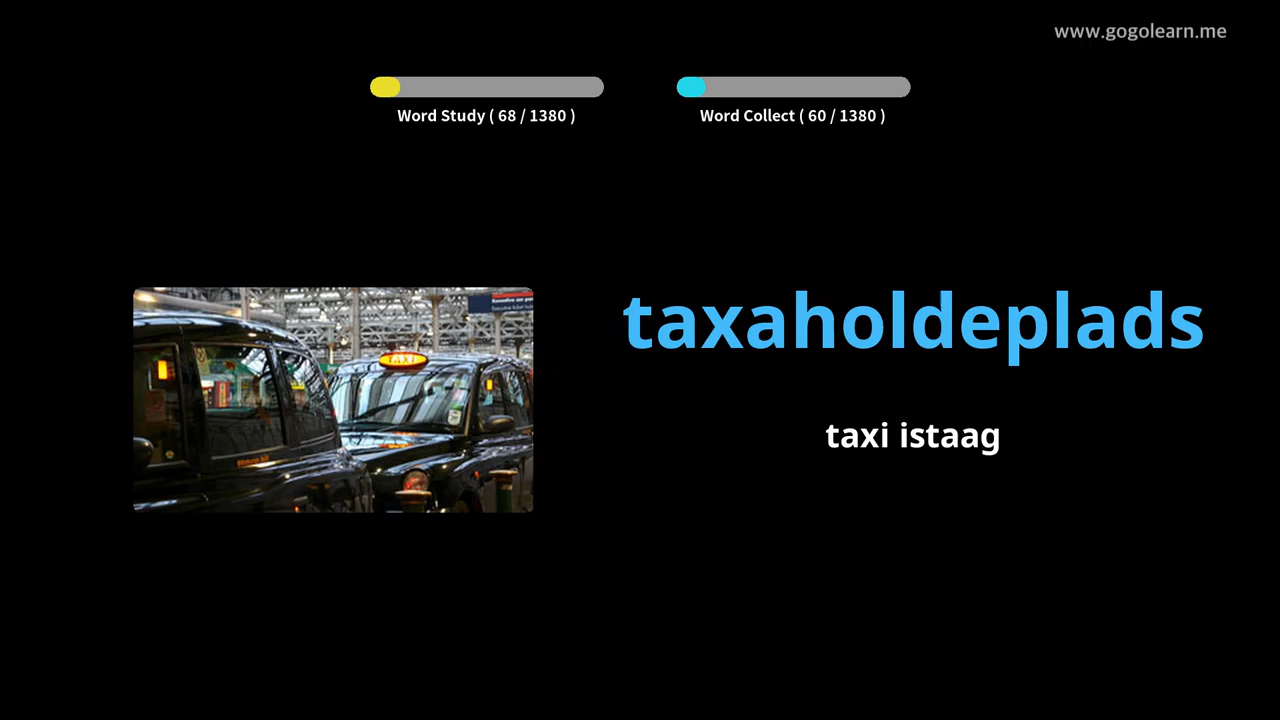 www.gogolearn.me
Word Study ( 68 / 1380 )
Word Collect ( 60 / 1380 )
TAXI
taxaholdeplads
taxi istaag